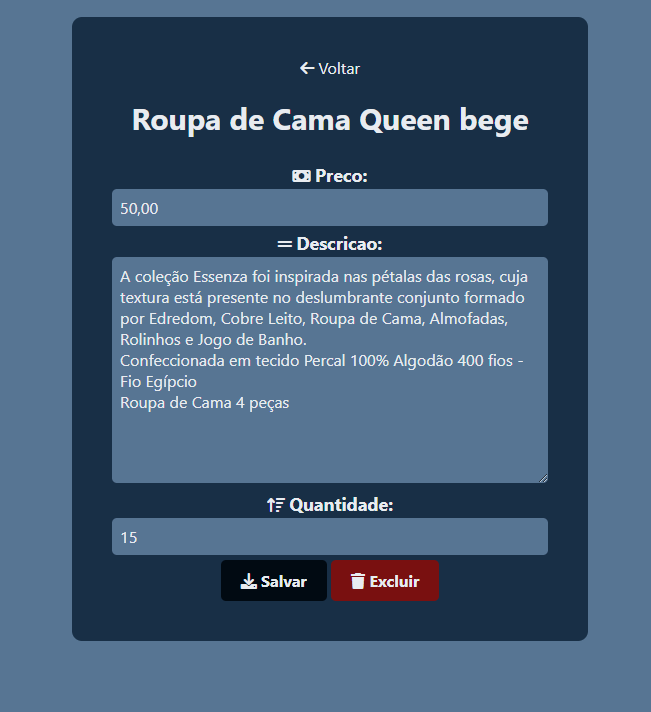 Voltar
Roupa de Cama Queen bege
Preco:
50,00
Descricao:
A coleção Essenza foi inspirada nas pétalas das rosas, cuja
textura está presente no deslumbrante conjunto formado
por Edredom, Cobre Leito, Roupa de Cama, Almofadas,
Rolinhos e Jogo de Banho.
Confeccionada em tecido Percal 100% Algodão 400 fios -
Fio Egípcio
Roupa de Cama 4 peças
Quantidade:
15
Salvar Excluir